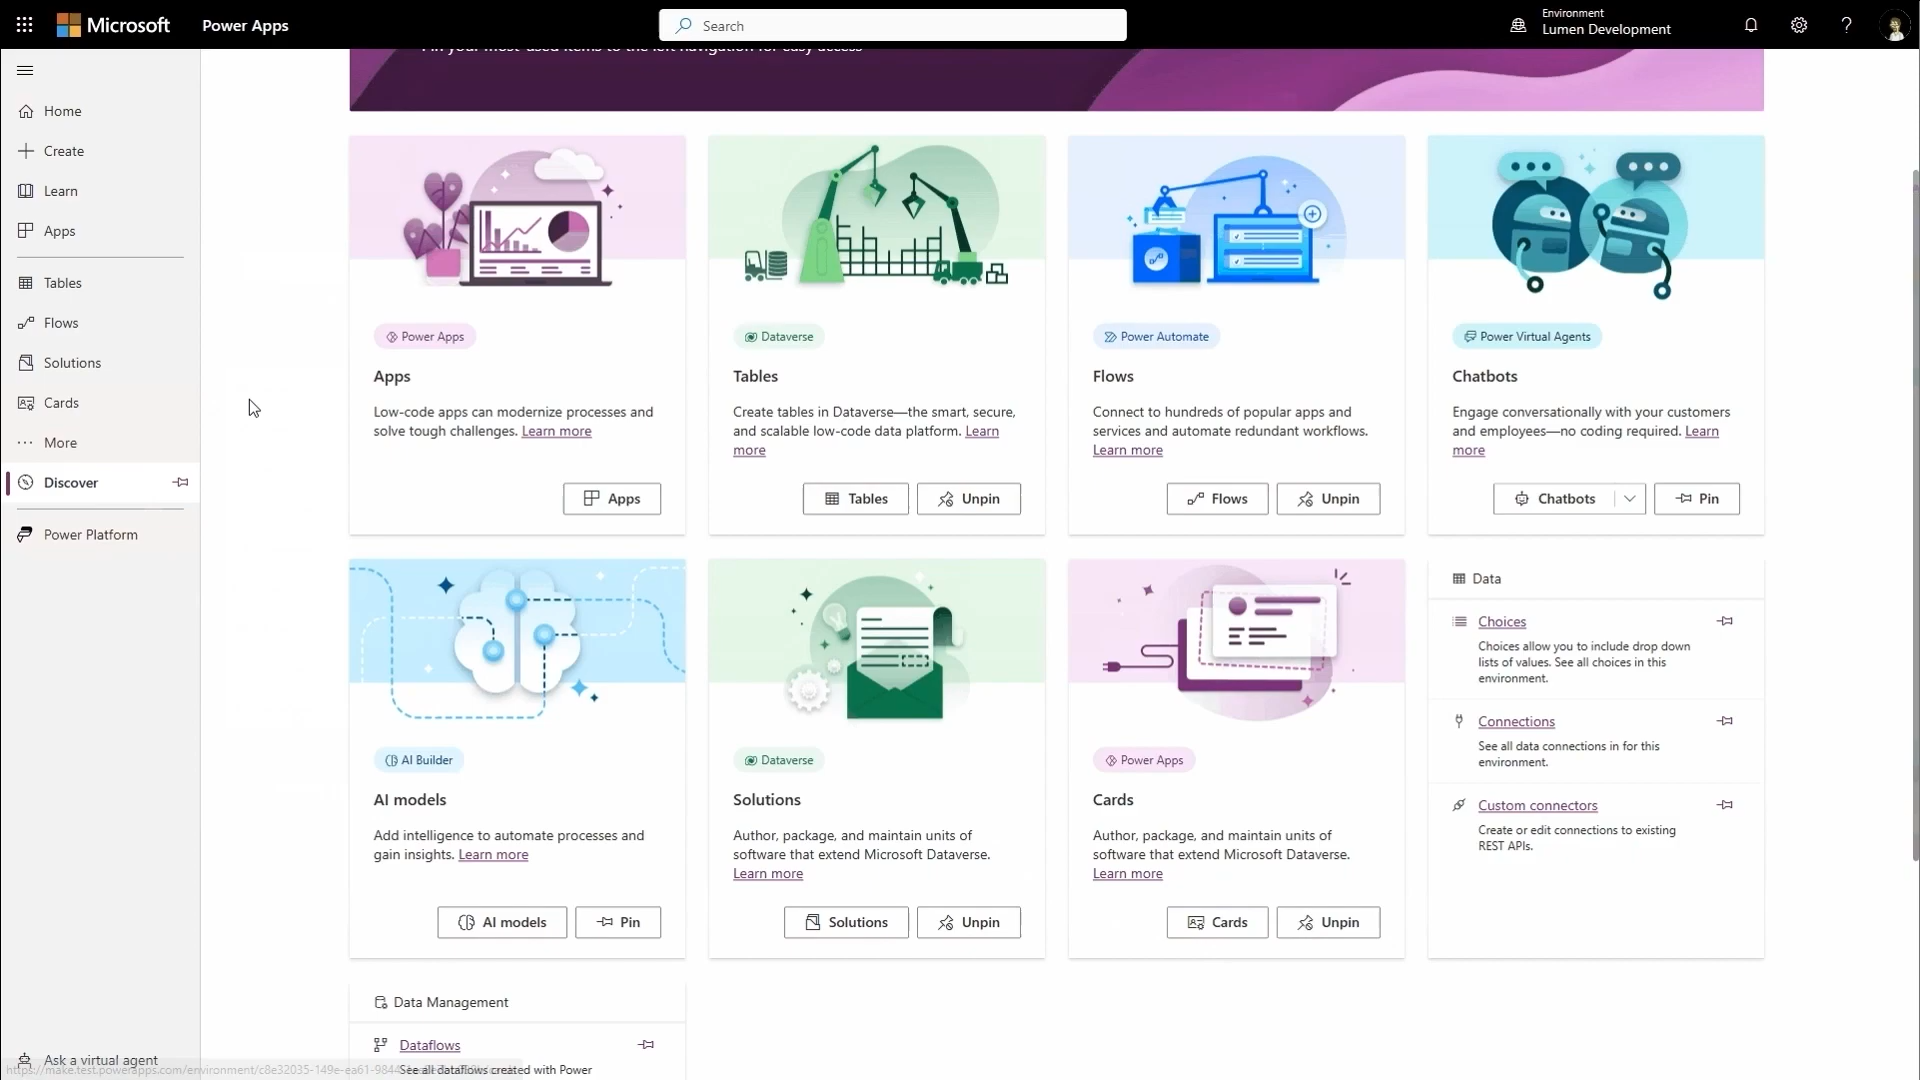 Microsoft
Power Apps
Search
Environment
Lumen Development
Home
Create
Learn
Apps
Tables
Flows
Solutions
Cards
More
Discover
Power Platform
Ask a virtual agent
Power Apps
Apps
Low-code apps can modernize processes and
solve tough challenges. Learn more
Apps
Dataverse
Tables
Create tables in Dataverse—the smart, secure,
and scalable low-code data platform. Learn
more
Tables
Unpin
Power Automate
Flows
Connect to hundreds of popular apps and
services and automate redundant workflows.
Learn more
Flows
Unpin
Power Virtual Agents
Chatbots
Engage conversationally with your customers
and employees—no coding required. Learn
more
Chatbots
Pin
AI Builder
AI models
Add intelligence to automate processes and
gain insights. Learn more
AI models
Pin
Dataverse
Solutions
Author, package, and maintain units of
software that extend Microsoft Dataverse.
Learn more
Solutions
Unpin
Power Apps
Cards
Author, package, and maintain units of
software that extend Microsoft Dataverse.
Learn more
Cards
Unpin
Data
Choices
Choices allow you to include drop down
lists of values. See all choices in this
environment.
Connections
See all data connections in for this
environment.
Custom connectors
Create or edit connections to existing
REST APIs.
Data Management
Dataflows
See all dataflows created with Power